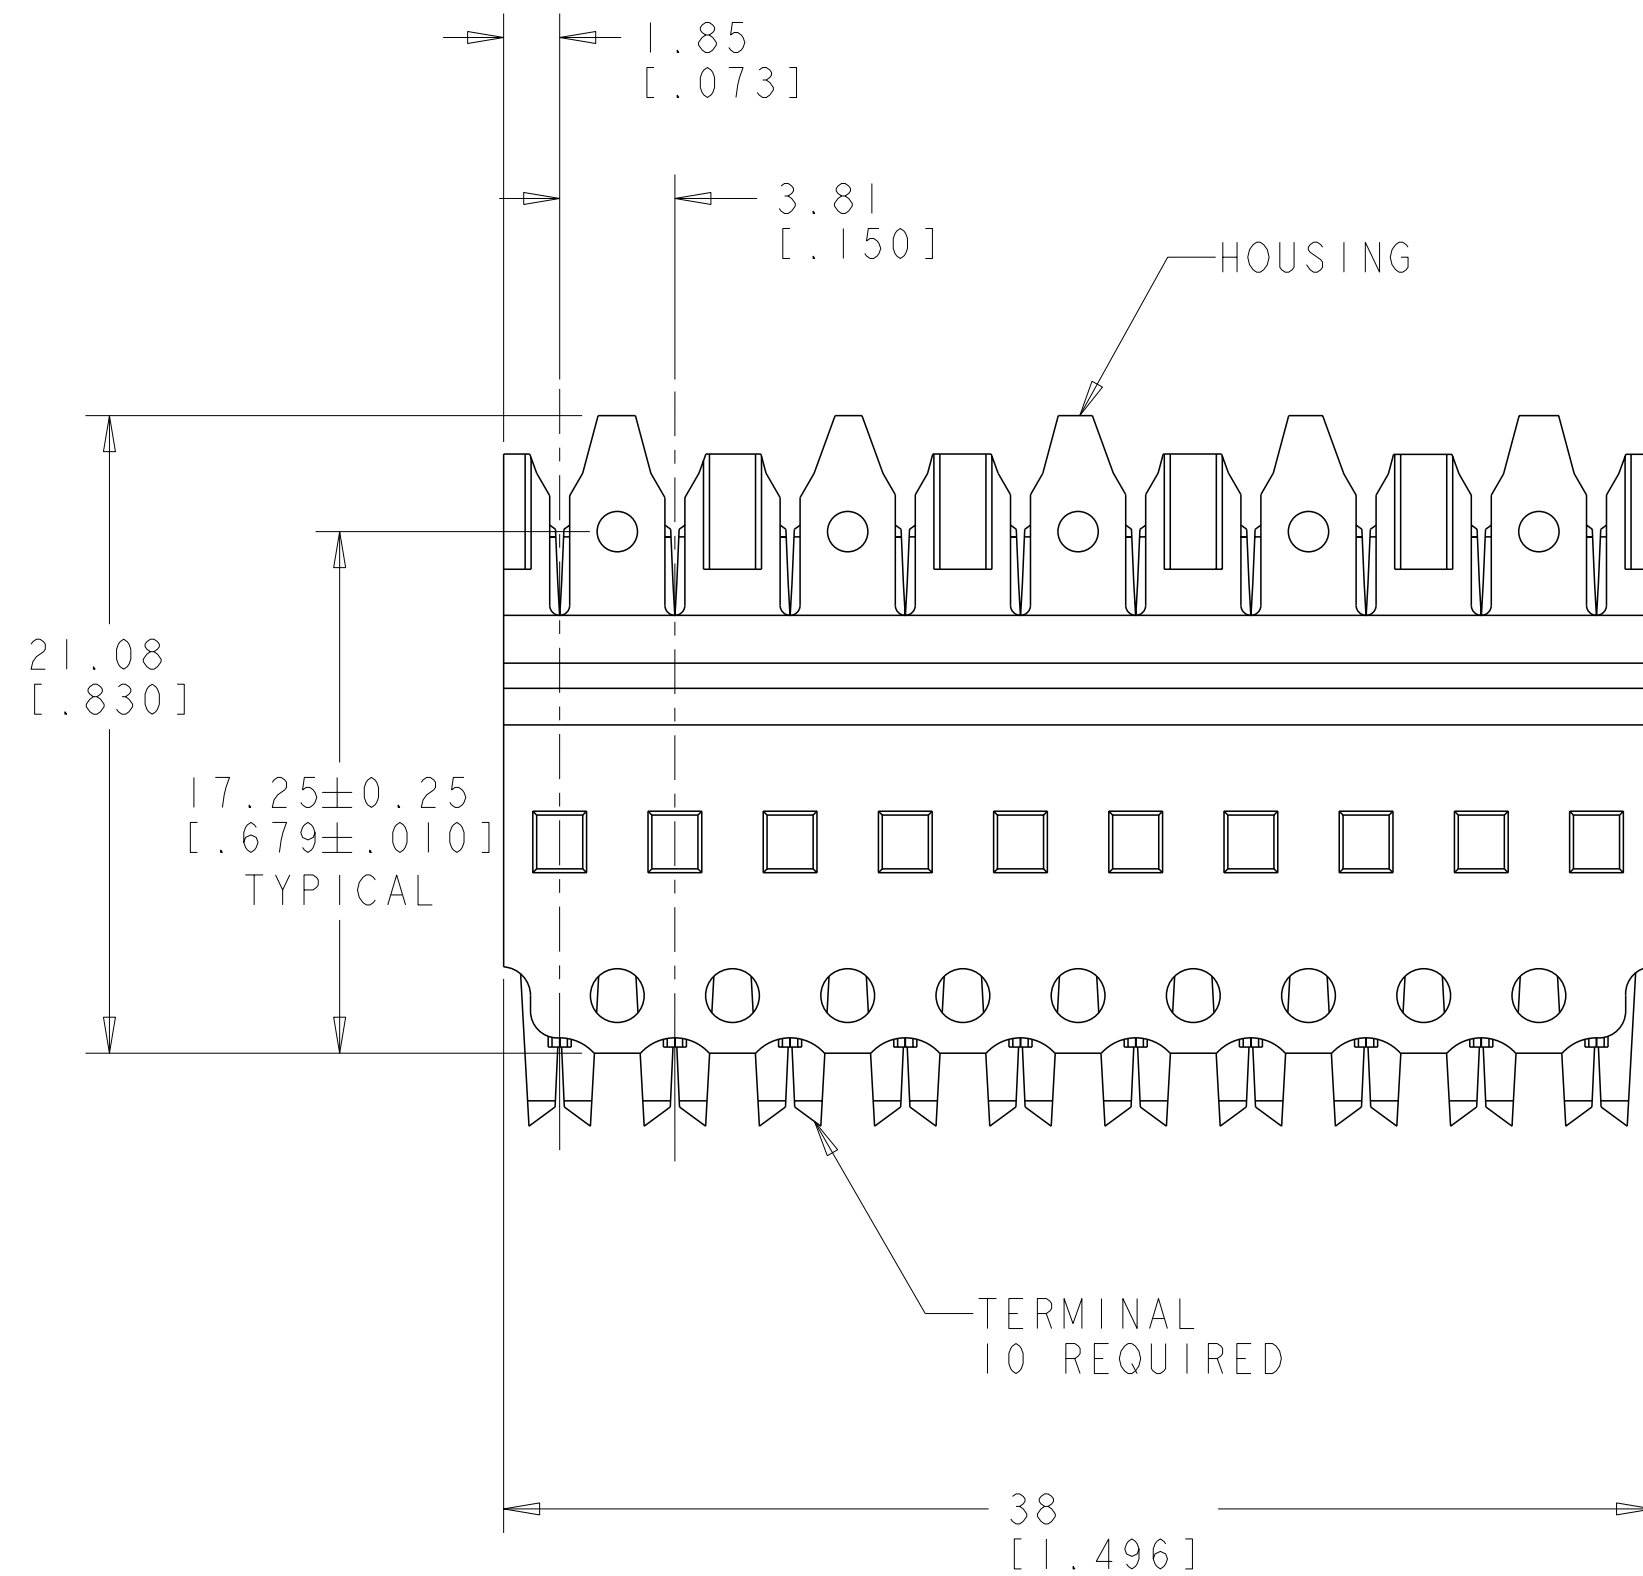 1.85
[.073]
3.81
[.150]
HOUSING
21.08
[.830]
17.25±0.25
[.679±.010]
TYPICAL
TERMINAL
10 REQUIRED
38
[1.496]